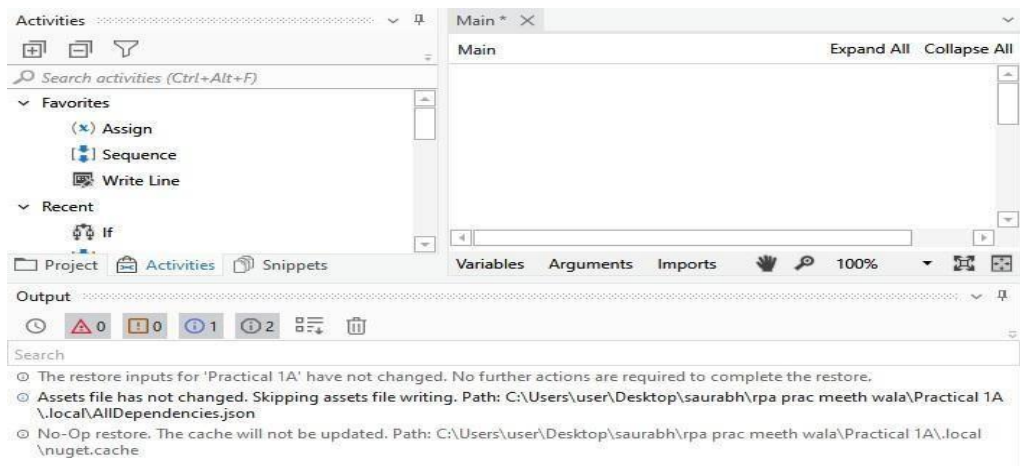 Activities
Search activities (Ctrl+Alt+F)
Favorites
(x) Assign
Sequence
Write Line
Recent
If
Project Activities Snippets
Main * ×
Main Expand All Collapse All
Variables Arguments Imports 100%
Output
0 0 1 2
Search
The restore inputs for 'Practical 1A' have not changed. No further actions are required to complete the restore.
Assets file has not changed. Skipping assets file writing. Path: C:\Users\user\Desktop\saurabh\rpa prac meeth wala\Practical 1A
\.local\AllDependencies.json
No-Op restore. The cache will not be updated. Path: C:\Users\user\Desktop\saurabh\rpa prac meeth wala\Practical 1A\.local
\nuget.cache